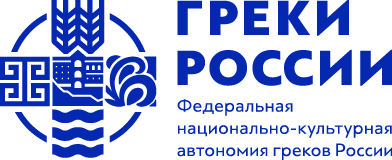 ГРЕКИ
РОССИИ
Федеральная
национально-культурная
автономия греков России